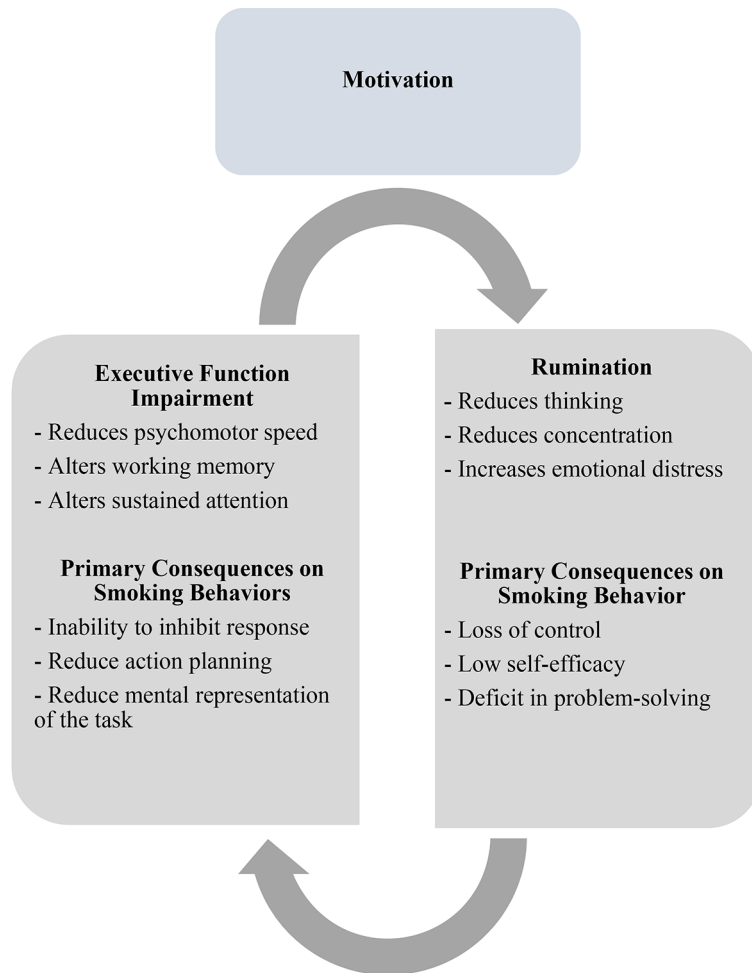 Motivation
Executive Function
Impairment
- Reduces psychomotor speed
- Alters working memory
- Alters sustained attention
Primary Consequences on
Smoking Behaviors
- Inability to inhibit response
- Reduce action planning
- Reduce mental representation
of the task
Rumination
- Reduces thinking
- Reduces concentration
- Increases emotional distress
Primary Consequences on
Smoking Behavior
- Loss of control
- Low self-efficacy
- Deficit in problem-solving